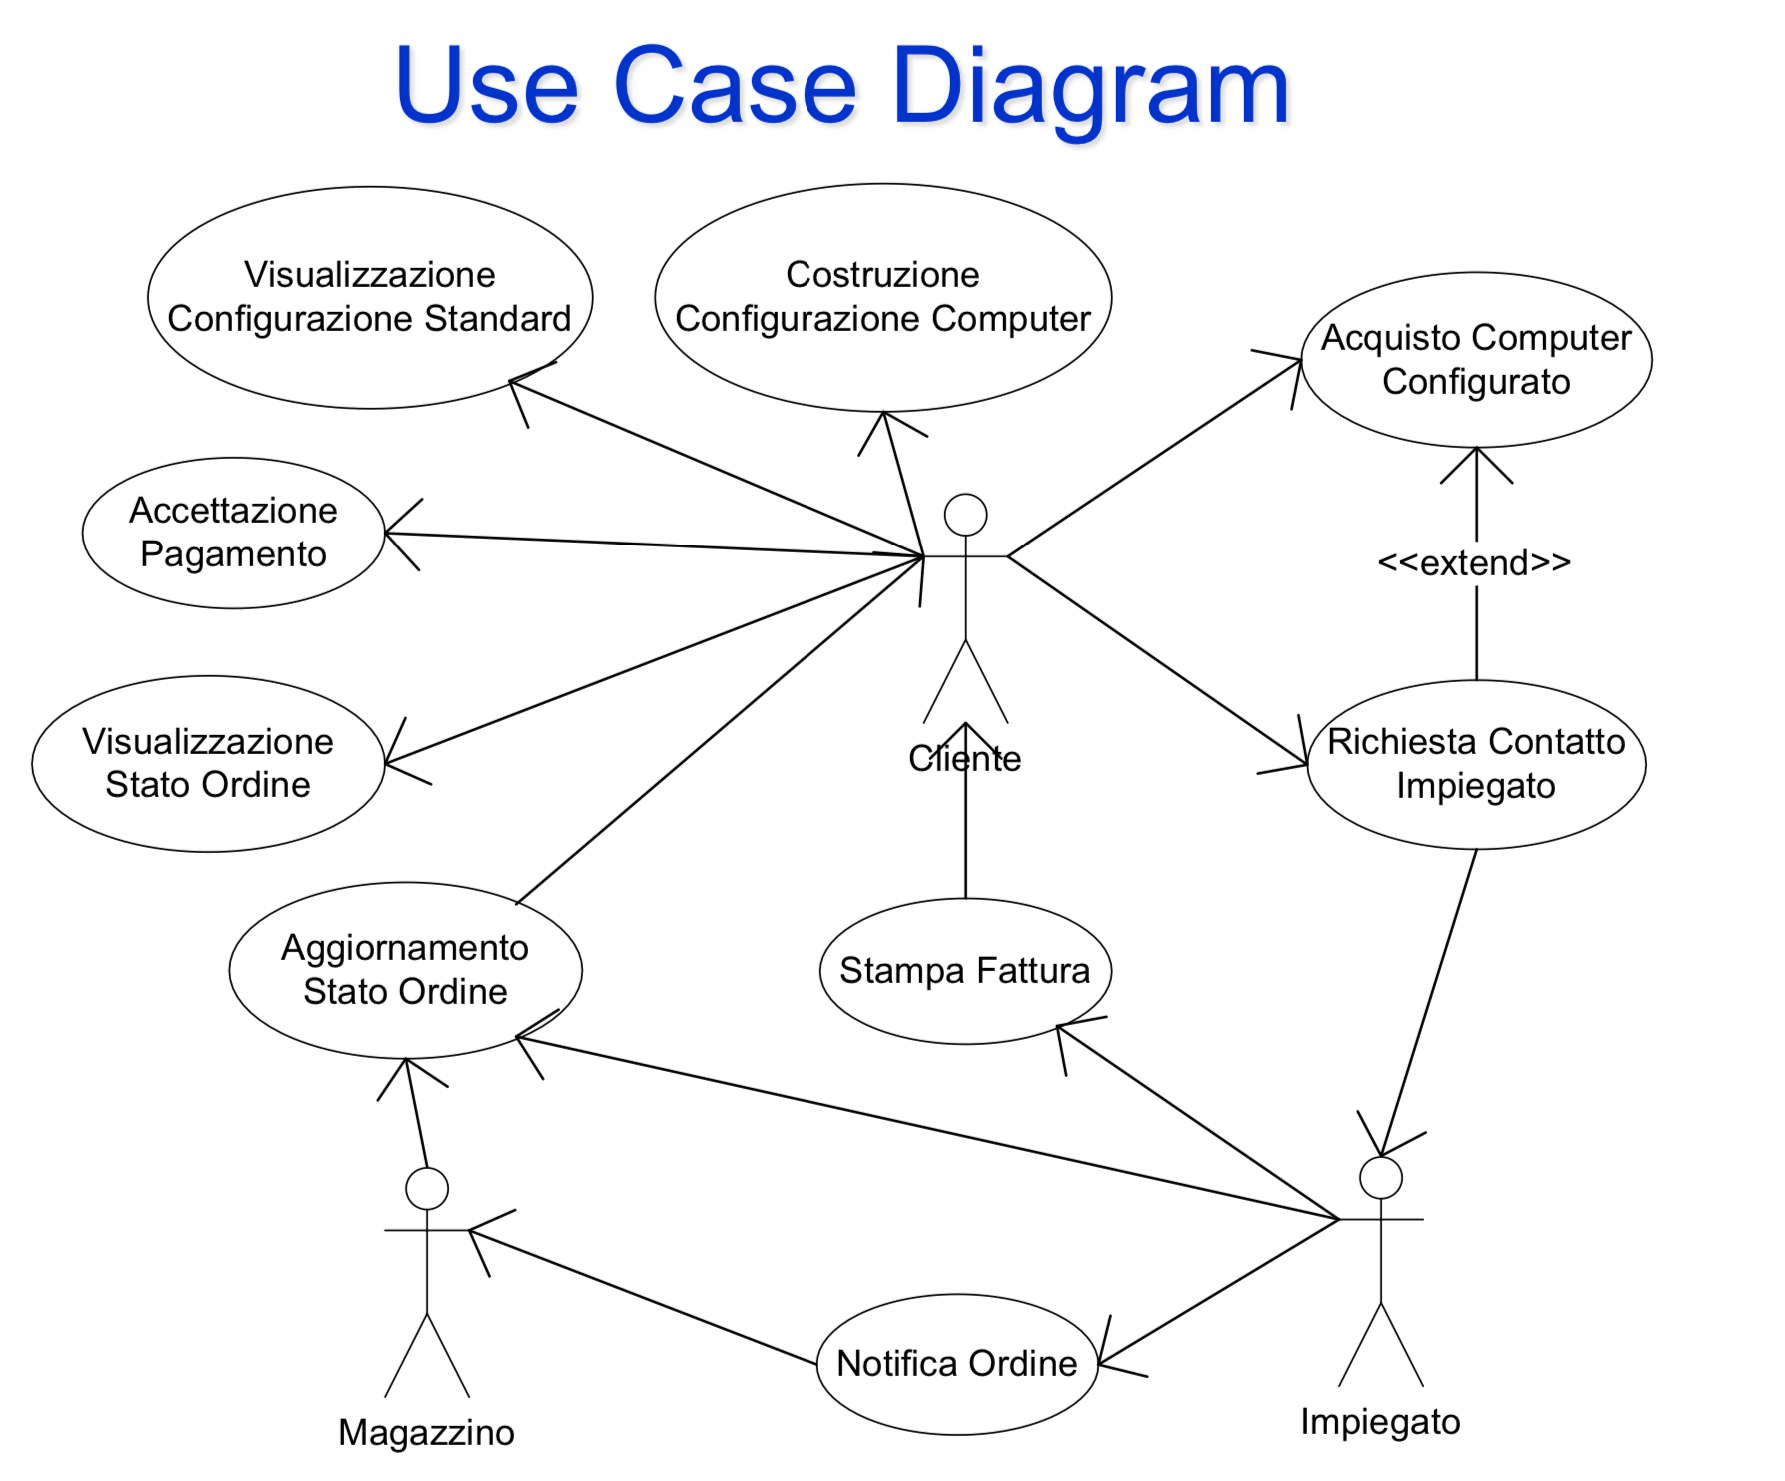 Use Case Diagram
Visualizzazione
Configurazione Standard
Costruzione
Configurazione Computer
Acquisto Computer
Configurato
Accettazione
Pagamento
<<extend>>
Visualizzazione
Stato Ordine
Cliente
Richiesta Contatto
Impiegato
Aggiornamento
Stato Ordine
Stampa Fattura
Notifica Ordine
Magazzino
Impiegato